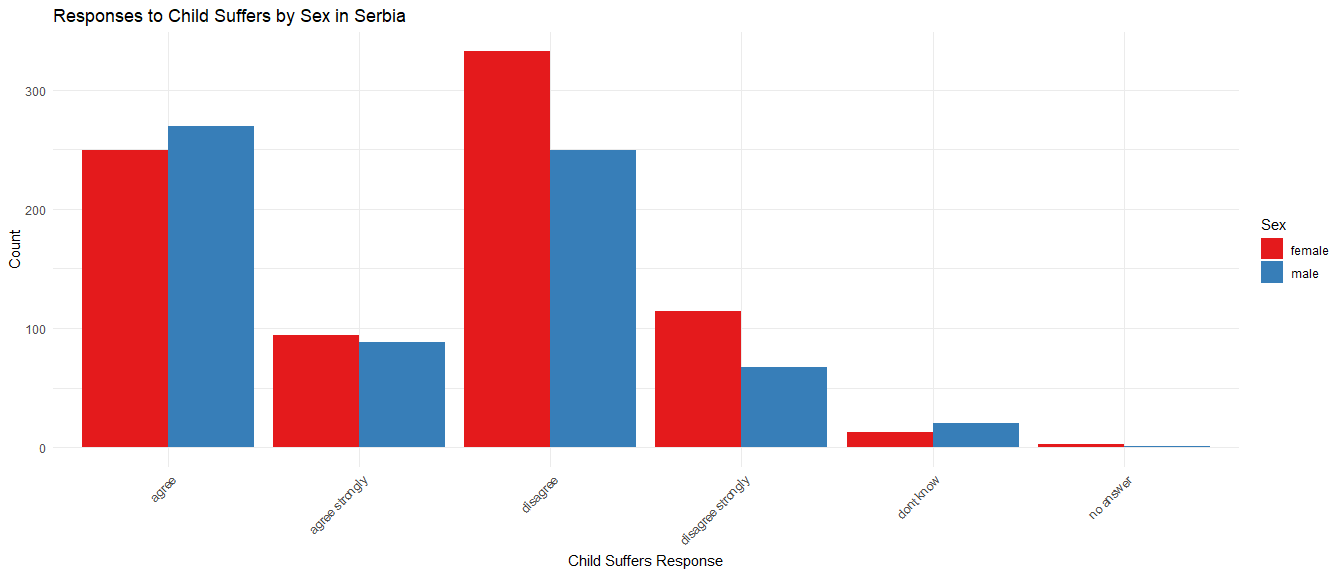 Responses to Child Suffers by Sex in Serbia
Count
300
200
100
0
agree
agree strongly
disagree
disagree strongly
dont know
no answer
Child Suffers Response
Sex
female
male